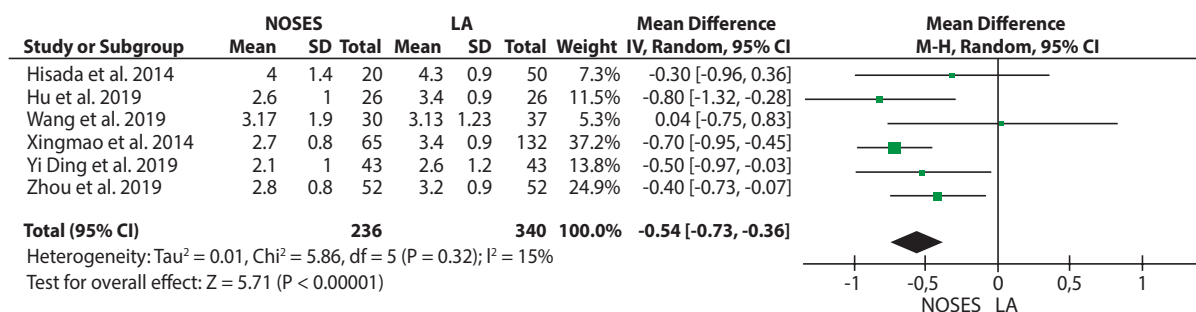 NOSES LA Mean Difference Mean Difference
Study or Subgroup Mean SD Total Mean SD Total Weight IV, Random, 95% CI M-H, Random, 95% CI
Hisada et al. 2014 4 1.4 20 4.3 0.9 50 7.3% -0.30 [-0.96, 0.36]
Hu et al. 2019 2.6 1 26 3.4 0.9 26 11.5% -0.80 [-1.32, -0.28]
Wang et al. 2019 3.17 1.9 30 3.13 1.23 37 5.3% 0.04 [-0.75, 0.83]
Xingmao et al. 2014 2.7 0.8 65 3.4 0.9 132 37.2% -0.70 [-0.95, -0.45]
Yi Ding et al. 2019 2.1 1 43 2.6 1.2 43 13.8% -0.50 [-0.97, -0.03]
Zhou et al. 2019 2.8 0.8 52 3.2 0.9 52 24.9% -0.40 [-0.73, -0.07]
Total (95% CI) 236 340 100.0% -0.54 [-0.73, -0.36]
Heterogeneity: Tau² = 0.01, Chi² = 5.86, df = 5 (P = 0.32); I² = 15%
Test for overall effect: Z = 5.71 (P < 0.00001)
-1 -0,5 0 0,5 1
NOSES LA